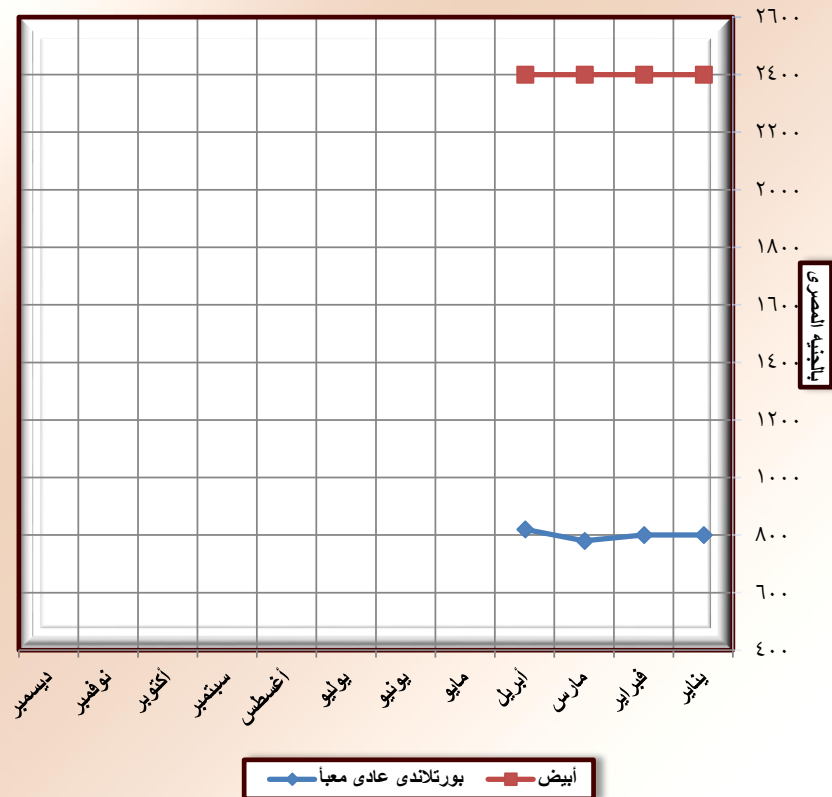 ٢٦٠٠
٢٤٠٠
٢٢٠٠
٢٠٠٠
١٨٠٠
١٦٠٠
١٤٠٠
١٢٠٠
١٠٠٠
٨٠٠
٦٠٠
٤٠٠
بالجنيه المصرى
يناير
فبراير
مارس
أبريل
مايو
يونيو
يوليو
أغسطس
سبتمبر
أكتوبر
نوفمبر
ديسمبر
أبيض بورتلاندى عادى معبأ